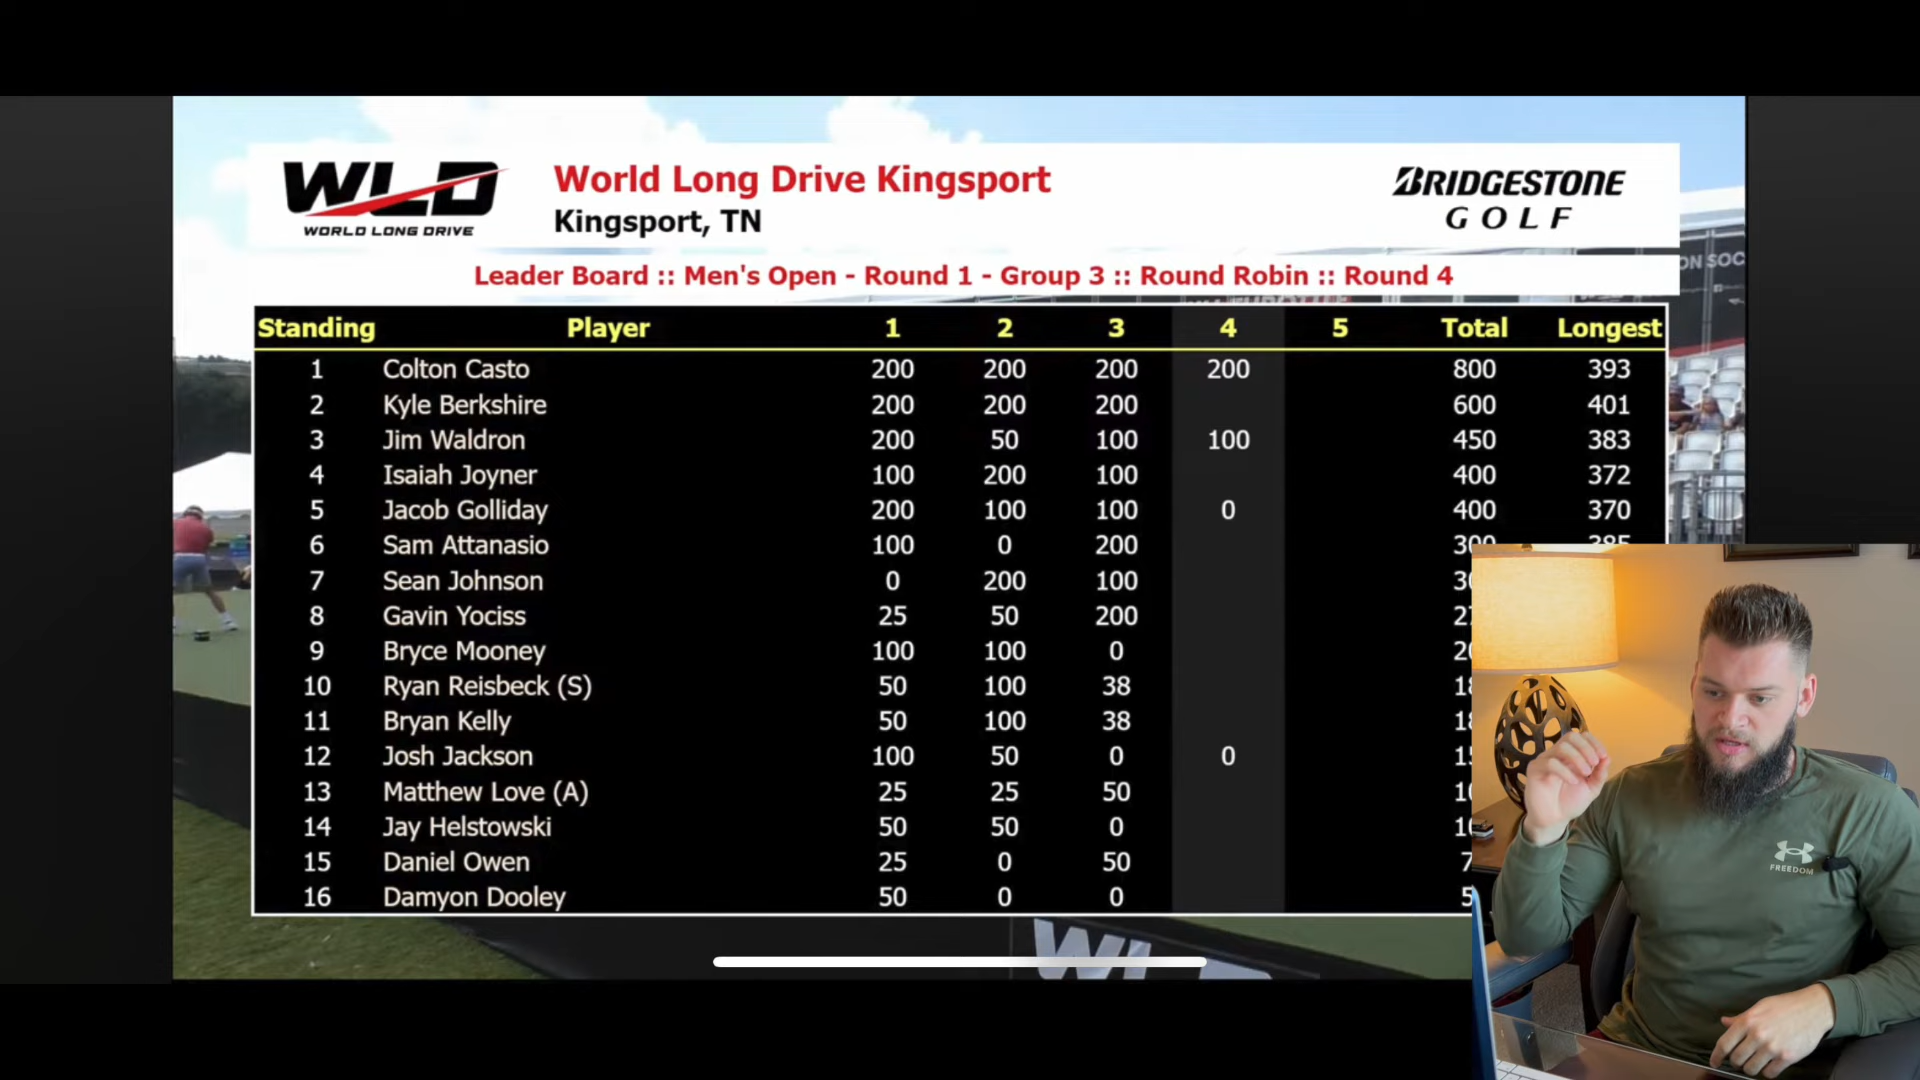 WLD
WORLD LONG DRIVE
World Long Drive Kingsport
Kingsport, TN
BRIDGESTONE
GOLF
ON SOC
Leader Board :: Men's Open - Round 1 - Group 3 :: Round Robin :: Round 4
Standing Player 1 2 3 4 5 Total Longest
1 Colton Casto 200 200 200 200 800 393
2 Kyle Berkshire 200 200 200 600 401
3 Jim Waldron 200 50 100 100 450 383
4 Isaiah Joyner 100 200 100 400 372
5 Jacob Golliday 200 100 100 0 400 370
6 Sam Attanasio 100 0 200 300 385
7 Sean Johnson 0 200 100
8 Gavin Yociss 25 50 200
9 Bryce Mooney 100 100 0
10 Ryan Reisbeck (S) 50 100 38
11 Bryan Kelly 50 100 38
12 Josh Jackson 100 50 0 0
13 Matthew Love (A) 25 25 50
14 Jay Helstowski 50 50 0
15 Daniel Owen 25 0 50
16 Damyon Dooley 50 0 0
FREEDOM